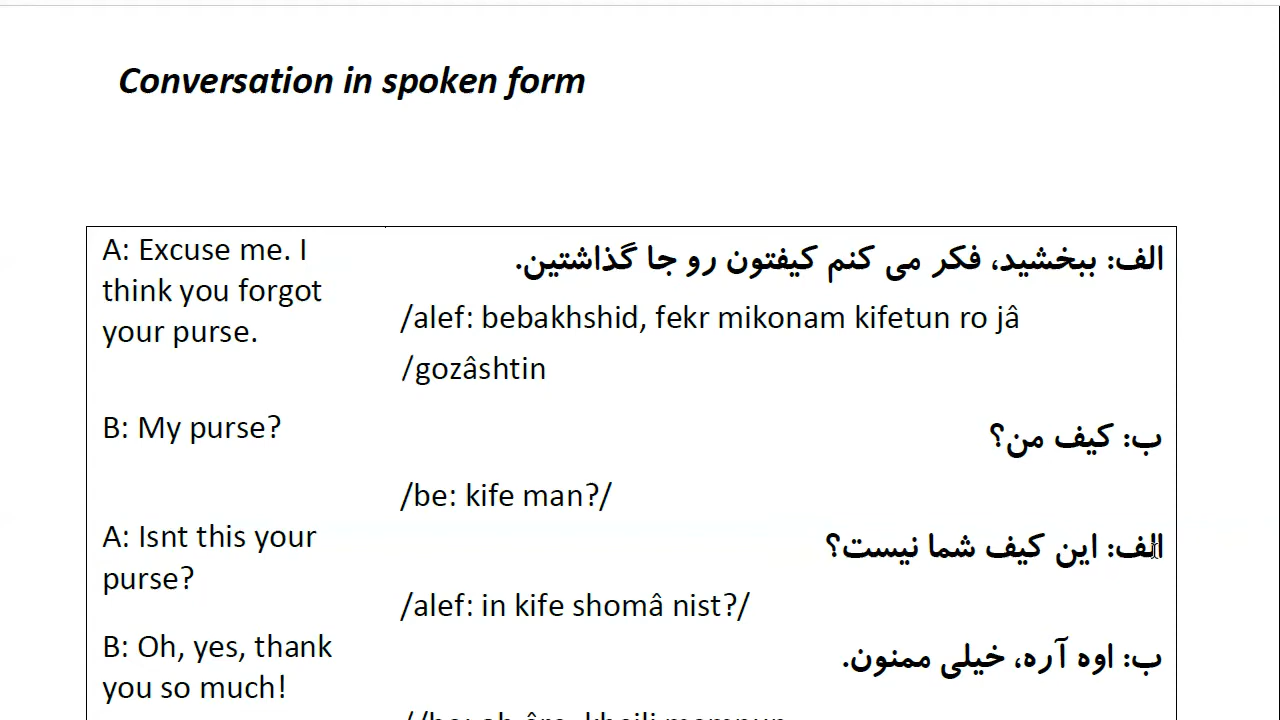 Conversation in spoken form
A: Excuse me. I
think you forgot
your purse.
الف: ببخشید، فکر می کنم کیفتون رو جا گذاشتین.
/alef: bebakhshid, fekr mikonam kifetun ro jâ
/gozâshtin
B: My purse?
ب: کیف من؟
/be: kife man?/
A: Isnt this your
purse?
الف: این کیف شما نیست؟
/alef: in kife shomâ nist?/
B: Oh, yes, thank
you so much!
ب: اوه آره، خیلی ممنون.